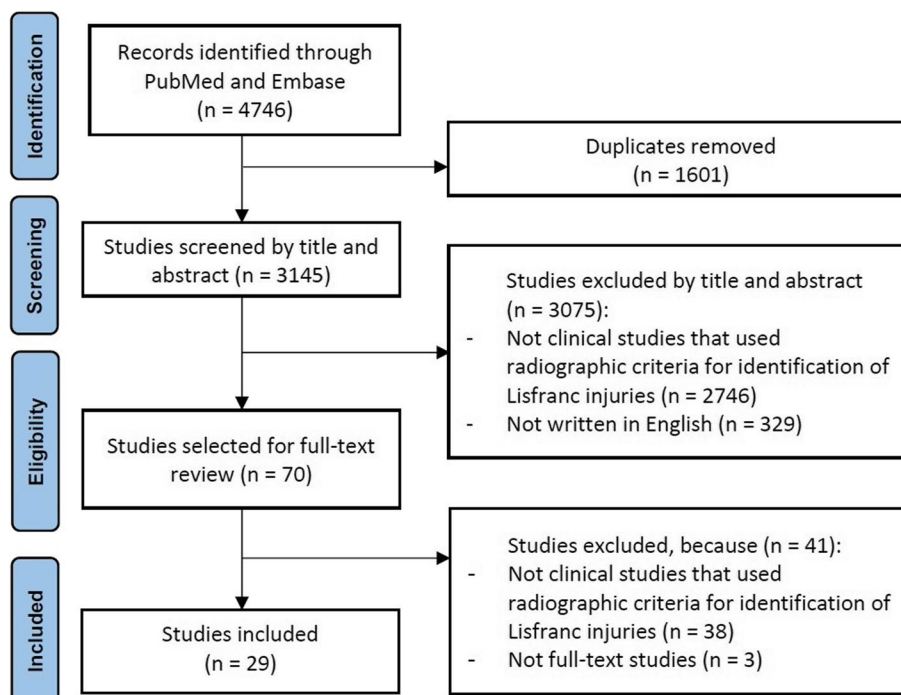 Identification
Records identified through
PubMed and Embase
(n = 4746)
Duplicates removed
(n = 1601)
Screening
Studies screened by title and
abstract (n = 3145)
Studies excluded by title and abstract
(n = 3075):
- Not clinical studies that used
radiographic criteria for identification of
Lisfranc injuries (n = 2746)
- Not written in English (n = 329)
Eligibility
Studies selected for full-text
review (n = 70)
Studies excluded, because (n = 41):
- Not clinical studies that used
radiographic criteria for identification of
Lisfranc injuries (n = 38)
- Not full-text studies (n = 3)
Included
Studies included
(n = 29)